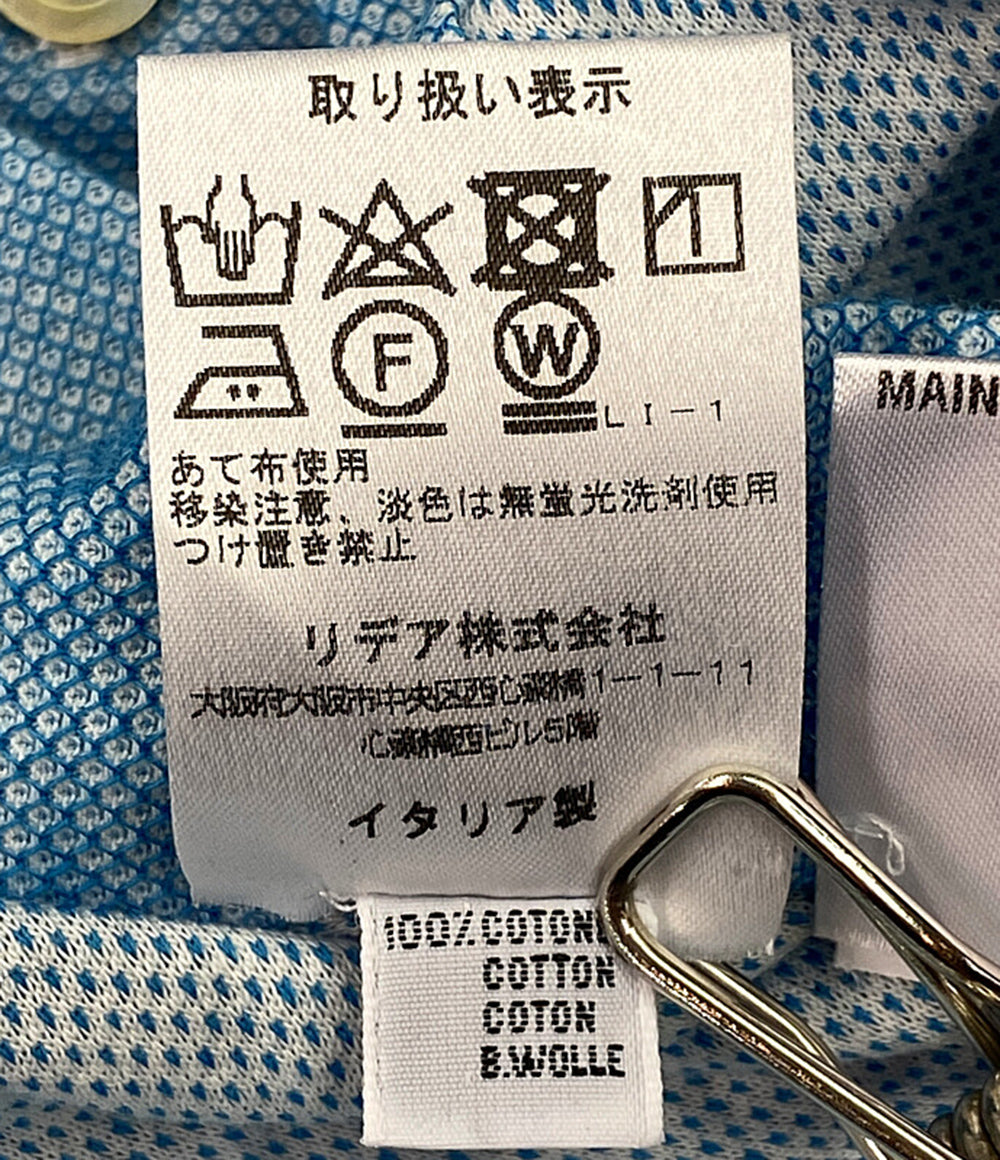 取り扱い表示
F
W
LI-1
あて布使用
移染注意、淡色は無蛍光洗剤使用
つけ置き禁止
リデア株式会社
大阪府大阪市中央区西心斎橋1-1-11
心斎橋西ビル5階
イタリア製
MAIN
100% COTONE
COTTON
COTON
B.WOLLE